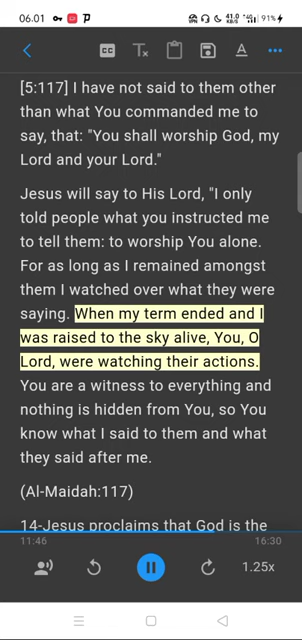 06.01
41.0 KB/S
4G
91%
CC
[5:117] I have not said to them other
than what You commanded me to
say, that: "You shall worship God, my
Lord and your Lord."
Jesus will say to His Lord, "I only
told people what you instructed me
to tell them: to worship You alone.
For as long as I remained amongst
them I watched over what they were
saying. When my term ended and I
was raised to the sky alive, You, O
Lord, were watching their actions.
You are a witness to everything and
nothing is hidden from You, so You
know what I said to them and what
they said after me.
(Al-Maidah:117)
14-Jesus proclaims that God is the
11:46
16:30
1.25x